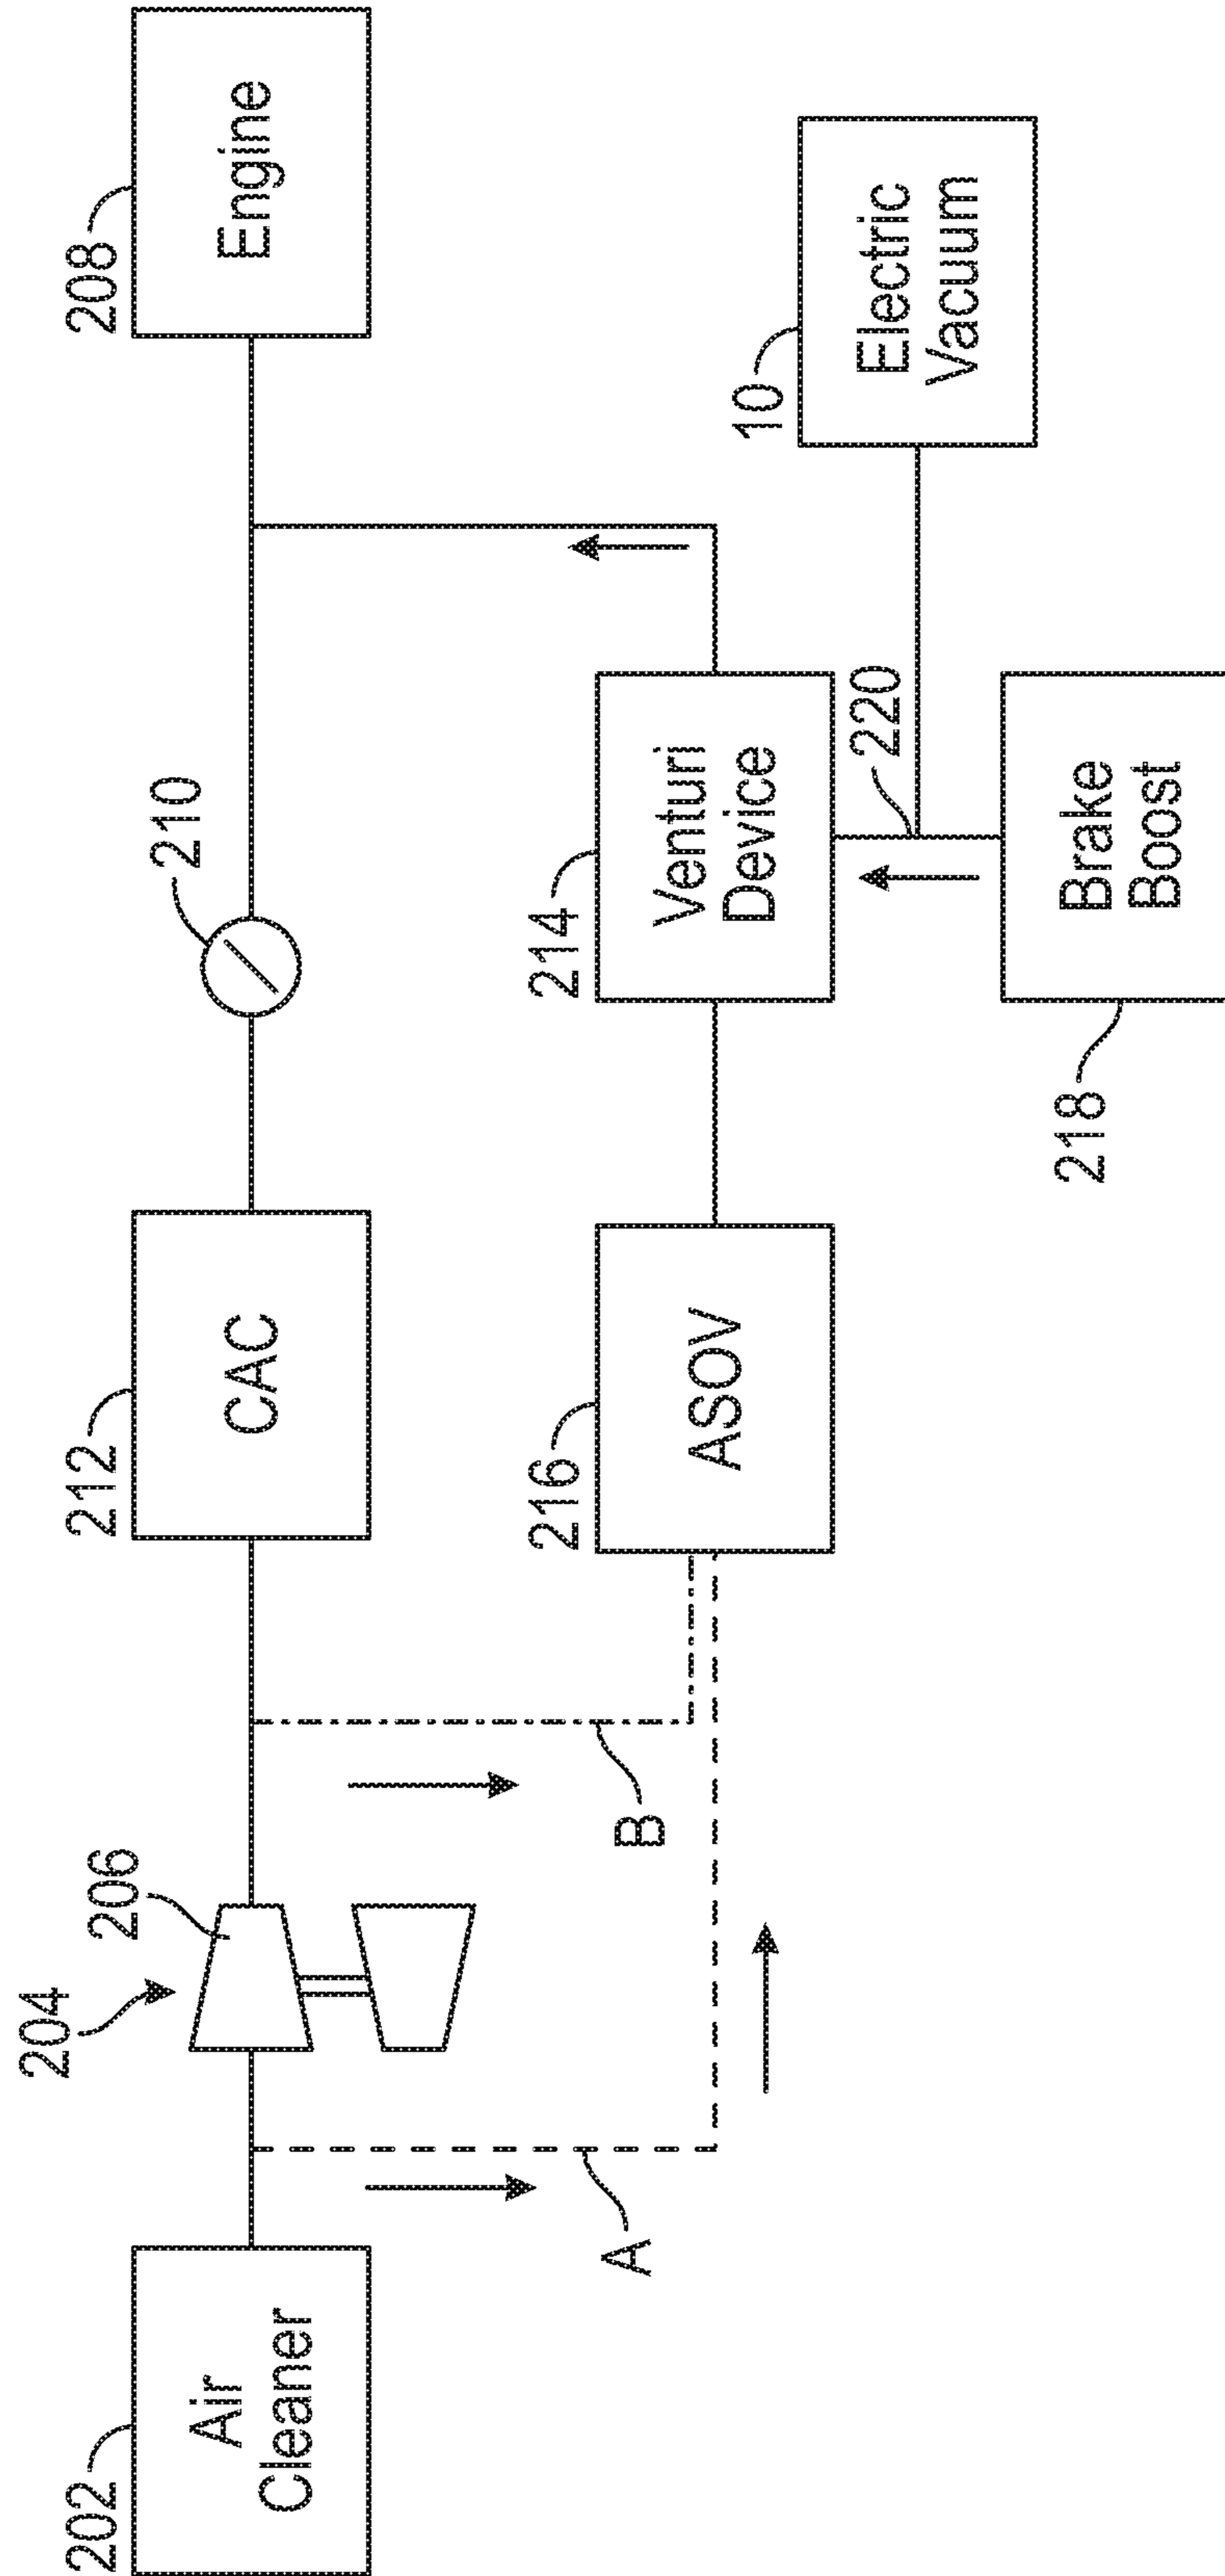 204
206
210
202
Air
Cleaner
212
CAC
208
Engine
A
B
216
ASOV
214
Venturi
Device
220
10
Electric
Vacuum
218
Brake
Boost